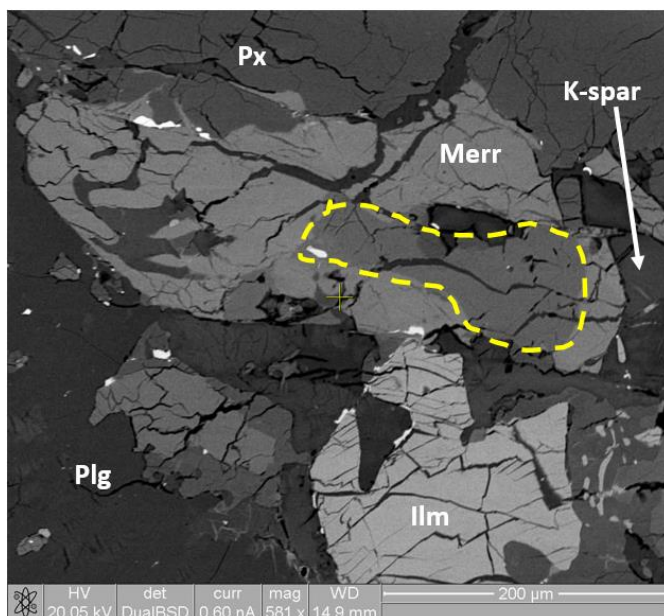 Px
K-spar
Merr
Plg
Ilm
HV det curr mag WD 200 µm
20.05 kV DualBSD 0.60 nA 581 x 14.9 mm